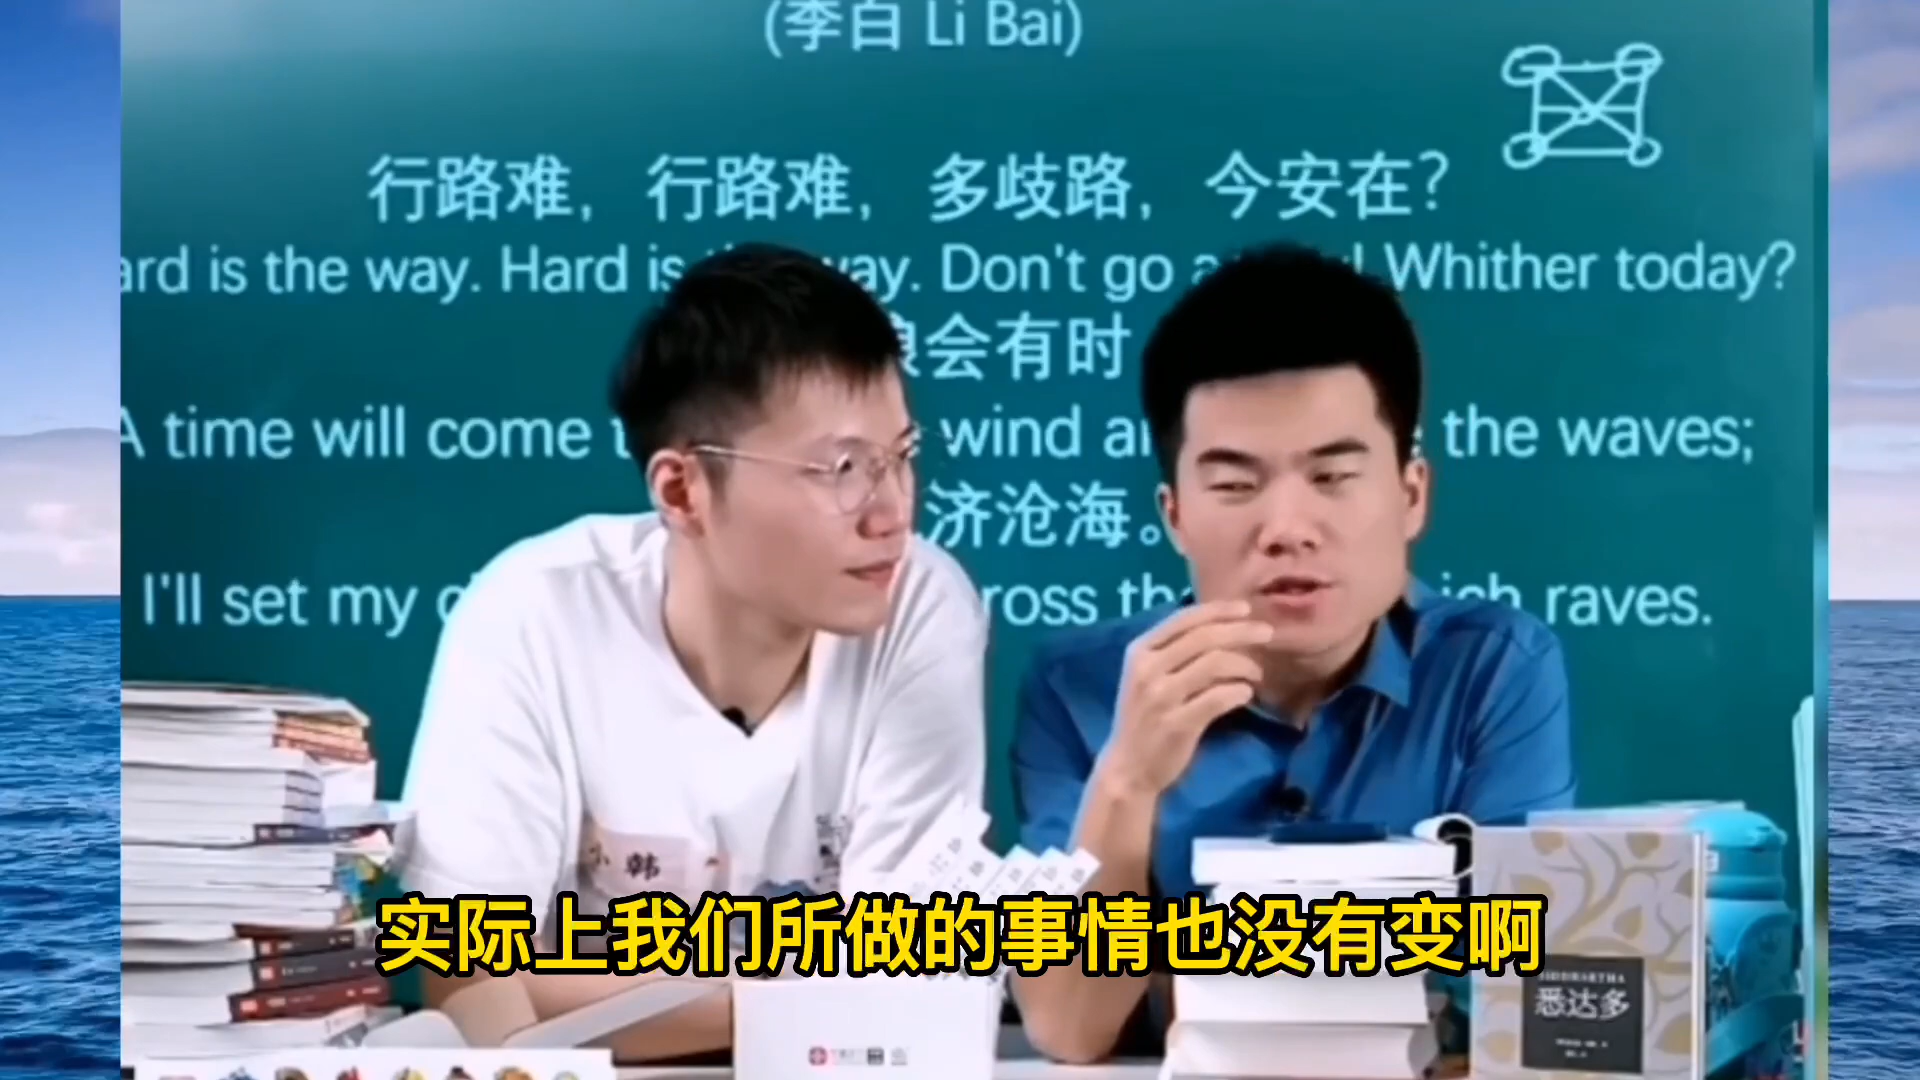 (李白 Li Bai)
行路难，行路难，多歧路，今安在？
ard is the way. Hard is way. Don't go a Whither today?
会有时
A time will come wind the waves;
济沧海。
I'll set my ross raves.
小韩
SIDDHARTHA
悉达多
实际上我们所做的事情也没有变啊